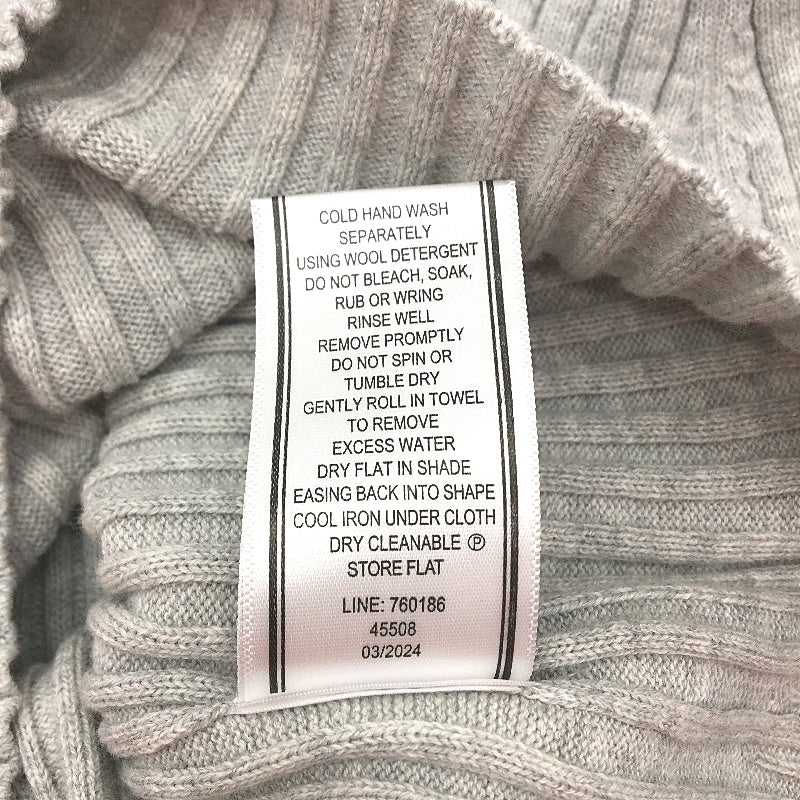 COLD HAND WASH
SEPARATELY
USING WOOL DETERGENT
DO NOT BLEACH, SOAK,
RUB OR WRING
RINSE WELL
REMOVE PROMPTLY
DO NOT SPIN OR
TUMBLE DRY
GENTLY ROLL IN TOWEL
TO REMOVE
EXCESS WATER
DRY FLAT IN SHADE
EASING BACK INTO SHAPE
COOL IRON UNDER CLOTH
DRY CLEANABLE Ⓟ
STORE FLAT
LINE: 760186
45508
03/2024